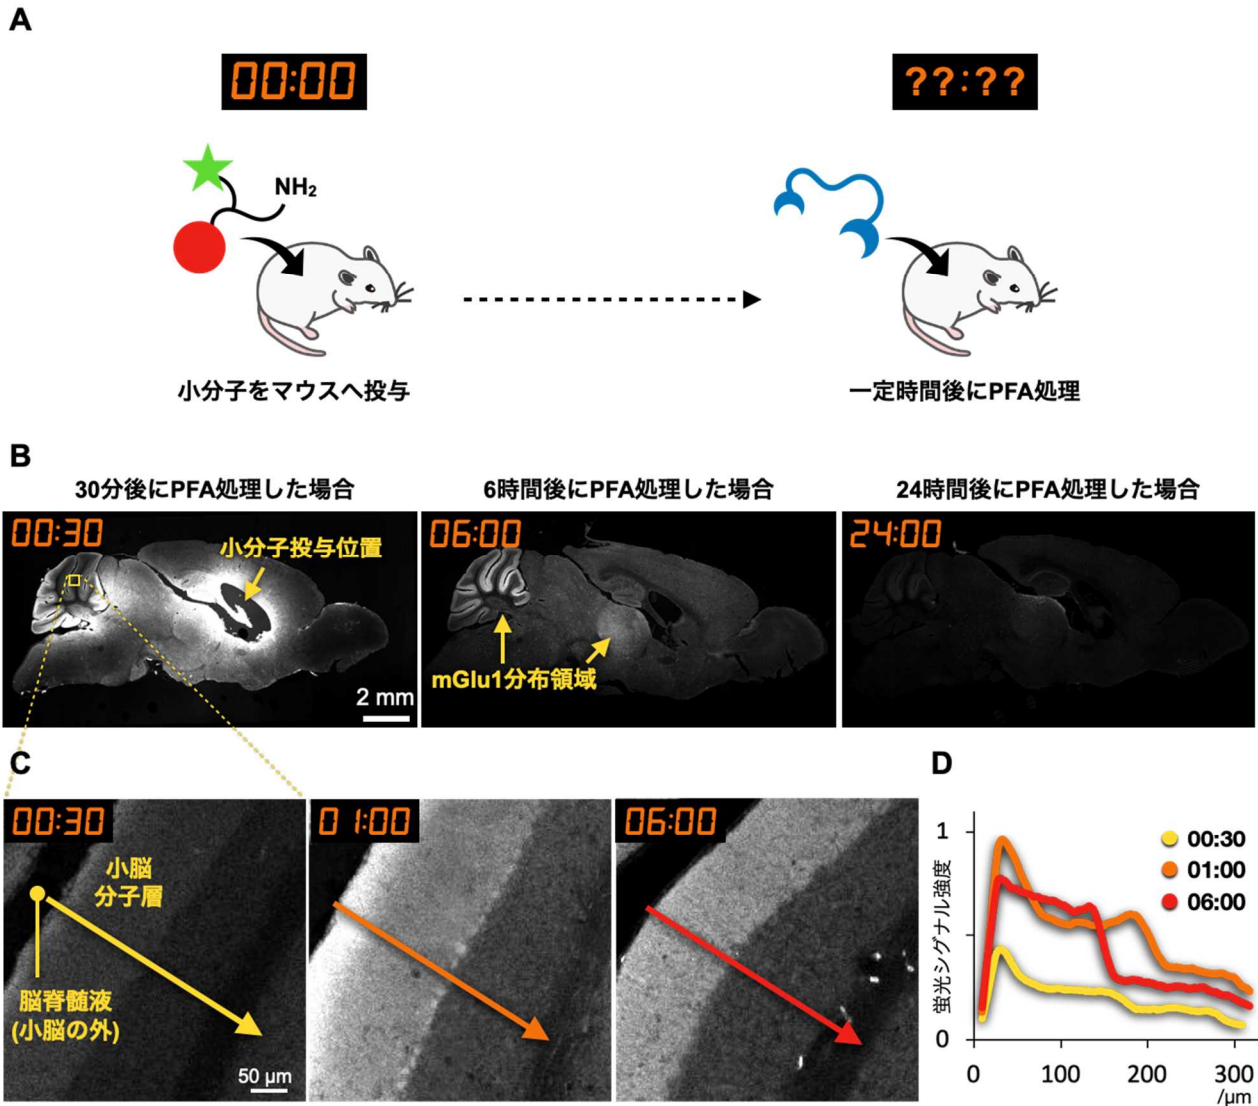 A
00:00
??:??
NH₂
小分子をマウスへ投与
一定時間後にPFA処理
B
30分後にPFA処理した場合
6時間後にPFA処理した場合
24時間後にPFA処理した場合
00:30
小分子投与位置
2 mm
06:00
mGlu1分布領域
24:00
C
00:30
小脳
分子層
脳脊髄液
(小脳の外)
50 µm
01:00
06:00
D
蛍光シグナル強度
1
0
00:30
01:00
06:00
0 100 200 300
/µm